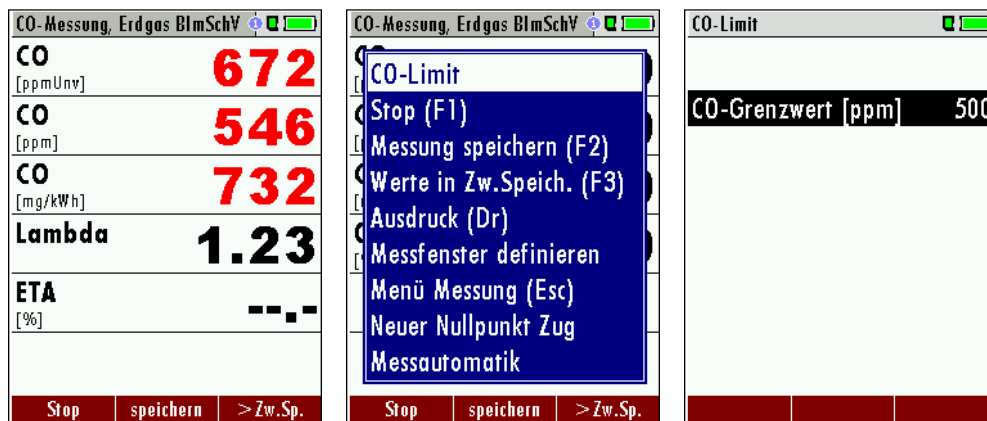 CO-Messung, Erdgas BImSchV
CO
[ppmUnv]
672
CO
[ppm]
546
CO
[mg/kWh]
732
Lambda
1.23
ETA
[%]
--.-
Stop
speichern
>Zw.Sp.
CO-Messung, Erdgas BImSchV
CO-Limit
Stop (F1)
Messung speichern (F2)
Werte in Zw.Speich. (F3)
Ausdruck (Dr)
Messfenster definieren
Menü Messung (Esc)
Neuer Nullpunkt Zug
Messautomatik
Stop
speichern
>Zw.Sp.
CO-Limit
CO-Grenzwert [ppm] 500